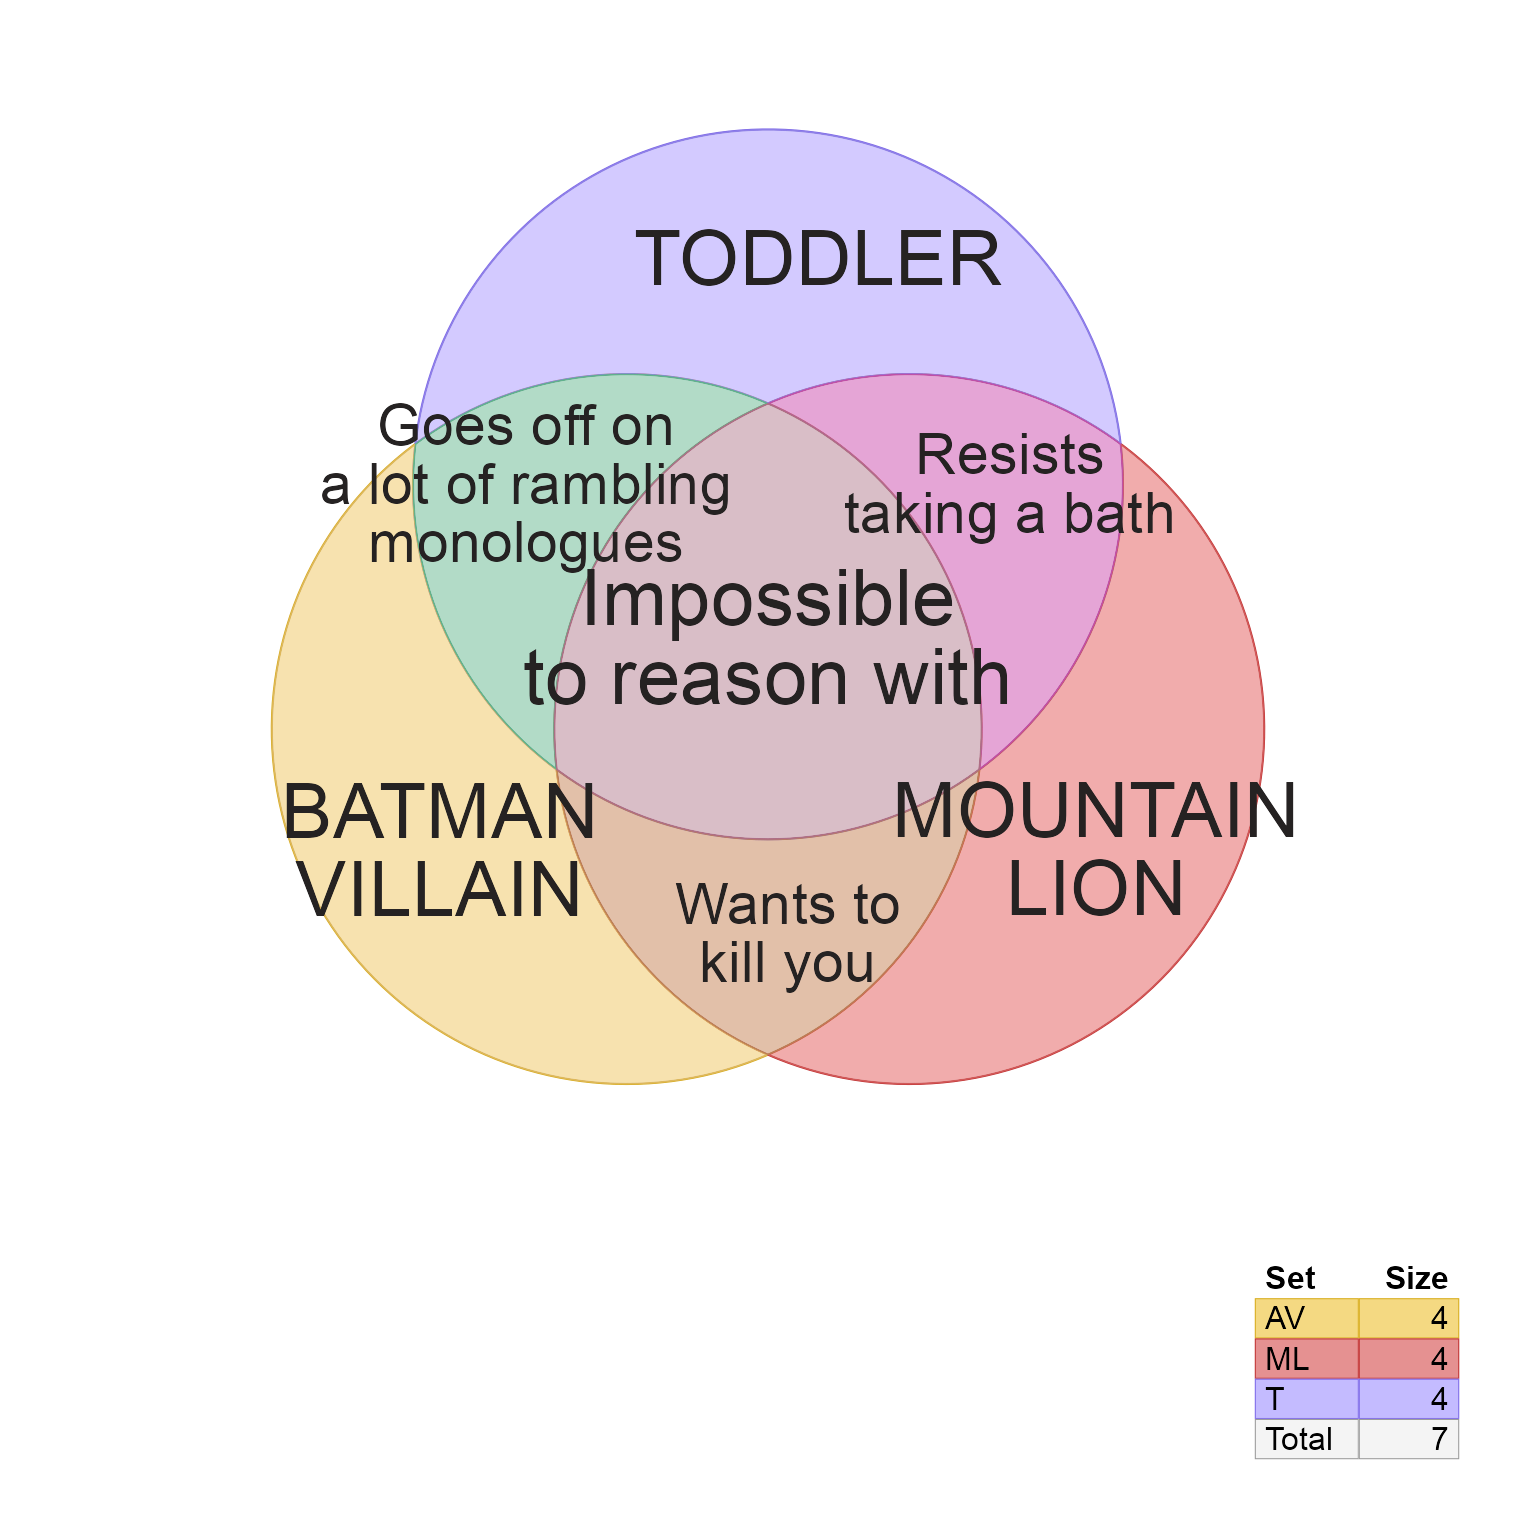 TODDLER
Goes off on
a lot of rambling
monologues
Resists
taking a bath
Impossible
to reason with
BATMAN
VILLAIN
MOUNTAIN
LION
Wants to
kill you
Set Size
AV 4
ML 4
T 4
Total 7